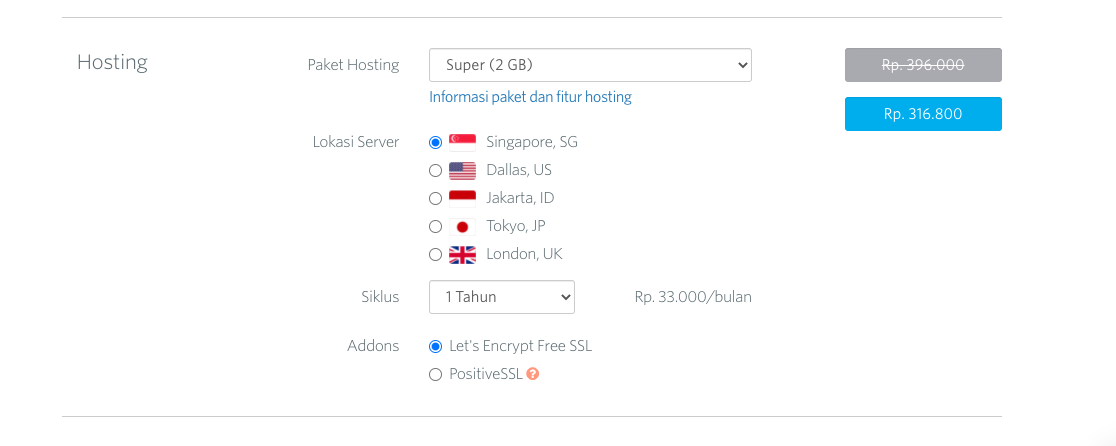 Hosting
Paket Hosting
Super (2 GB)
Rp. 396.000
Informasi paket dan fitur hosting
Rp. 316.800
Lokasi Server
Singapore, SG
Dallas, US
Jakarta, ID
Tokyo, JP
London, UK
Siklus
1 Tahun
Rp. 33.000/bulan
Addons
Let's Encrypt Free SSL
PositiveSSL ?